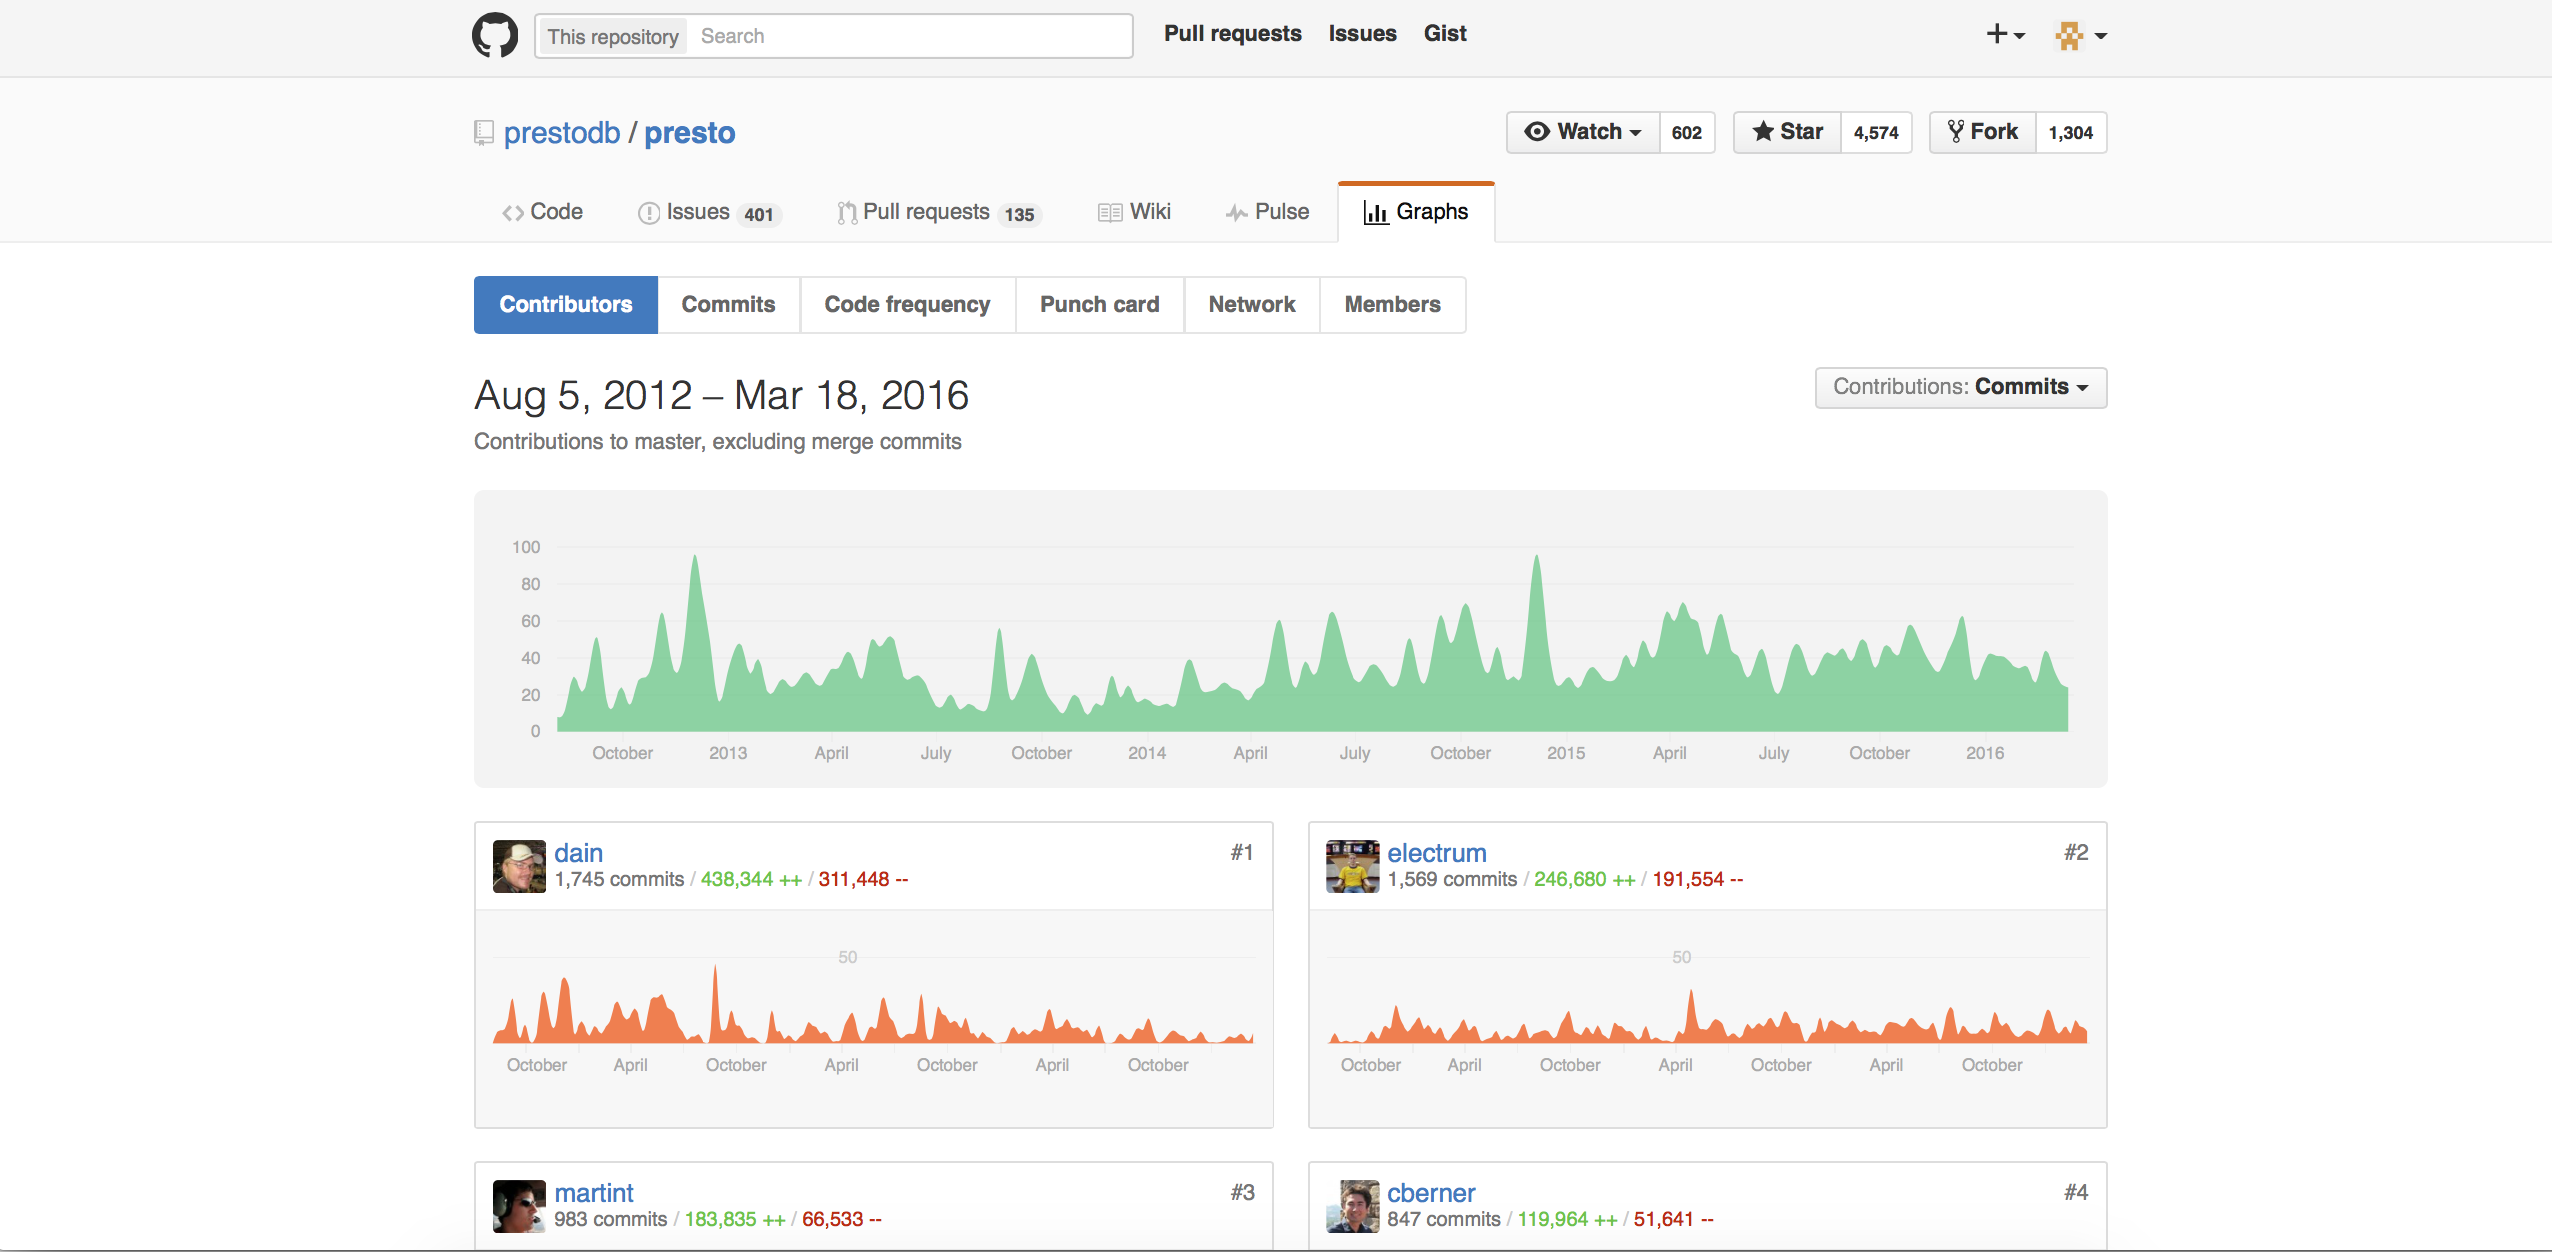 This repository Search Pull requests Issues Gist
prestodb / presto Watch 602 Star 4,574 Fork 1,304
Code Issues 401 Pull requests 135 Wiki Pulse Graphs
Contributors Commits Code frequency Punch card Network Members
Aug 5, 2012 – Mar 18, 2016 Contributions: Commits
Contributions to master, excluding merge commits
100
80
60
40
20
0
October 2013 April July October 2014 April July October 2015 April July October 2016
dain #1
1,745 commits / 438,344 ++ / 311,448 --
50
October April October April October April October
electrum #2
1,569 commits / 246,680 ++ / 191,554 --
50
October April October April October April October
martint #3
983 commits / 183,835 ++ / 66,533 --
cberner #4
847 commits / 119,964 ++ / 51,641 --